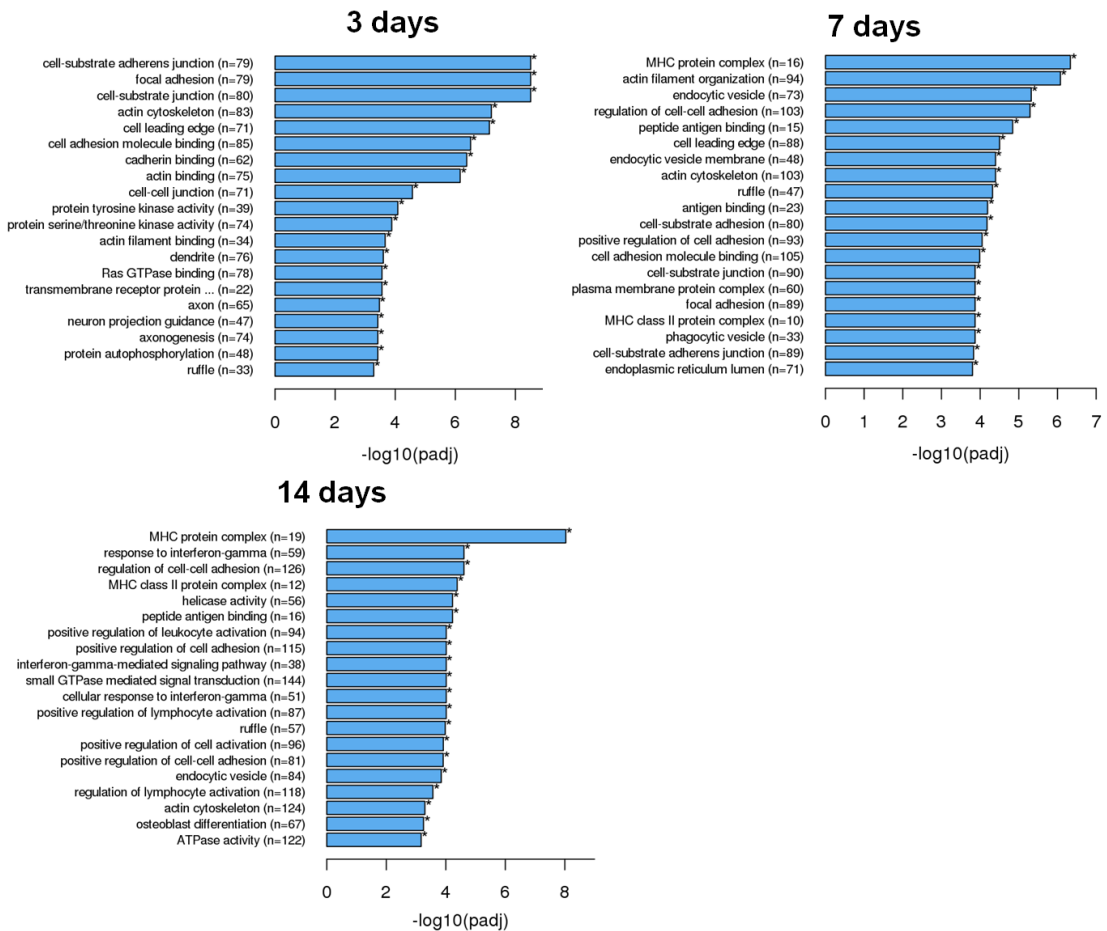 3 days
cell-substrate adherens junction (n=79)
focal adhesion (n=79)
cell-substrate junction (n=80)
actin cytoskeleton (n=83)
cell leading edge (n=71)
cell adhesion molecule binding (n=85)
cadherin binding (n=62)
actin binding (n=75)
cell-cell junction (n=71)
protein tyrosine kinase activity (n=39)
protein serine/threonine kinase activity (n=74)
actin filament binding (n=34)
dendrite (n=76)
Ras GTPase binding (n=78)
transmembrane receptor protein ... (n=22)
axon (n=65)
neuron projection guidance (n=47)
axonogenesis (n=74)
protein autophosphorylation (n=48)
ruffle (n=33)
0 2 4 6 8
-log10(padj)
7 days
MHC protein complex (n=16)
actin filament organization (n=94)
endocytic vesicle (n=73)
regulation of cell-cell adhesion (n=103)
peptide antigen binding (n=15)
cell leading edge (n=88)
endocytic vesicle membrane (n=48)
actin cytoskeleton (n=103)
ruffle (n=47)
antigen binding (n=23)
cell-substrate adhesion (n=80)
positive regulation of cell adhesion (n=93)
cell adhesion molecule binding (n=105)
cell-substrate junction (n=90)
plasma membrane protein complex (n=60)
focal adhesion (n=89)
MHC class II protein complex (n=10)
phagocytic vesicle (n=33)
cell-substrate adherens junction (n=89)
endoplasmic reticulum lumen (n=71)
0 1 2 3 4 5 6 7
-log10(padj)
14 days
MHC protein complex (n=19)
response to interferon-gamma (n=59)
regulation of cell-cell adhesion (n=126)
MHC class II protein complex (n=12)
helicase activity (n=56)
peptide antigen binding (n=16)
positive regulation of leukocyte activation (n=94)
positive regulation of cell adhesion (n=115)
interferon-gamma-mediated signaling pathway (n=38)
small GTPase mediated signal transduction (n=144)
cellular response to interferon-gamma (n=51)
positive regulation of lymphocyte activation (n=87)
ruffle (n=57)
positive regulation of cell activation (n=96)
positive regulation of cell-cell adhesion (n=81)
endocytic vesicle (n=84)
regulation of lymphocyte activation (n=118)
actin cytoskeleton (n=124)
osteoblast differentiation (n=67)
ATPase activity (n=122)
0 2 4 6 8
-log10(padj)